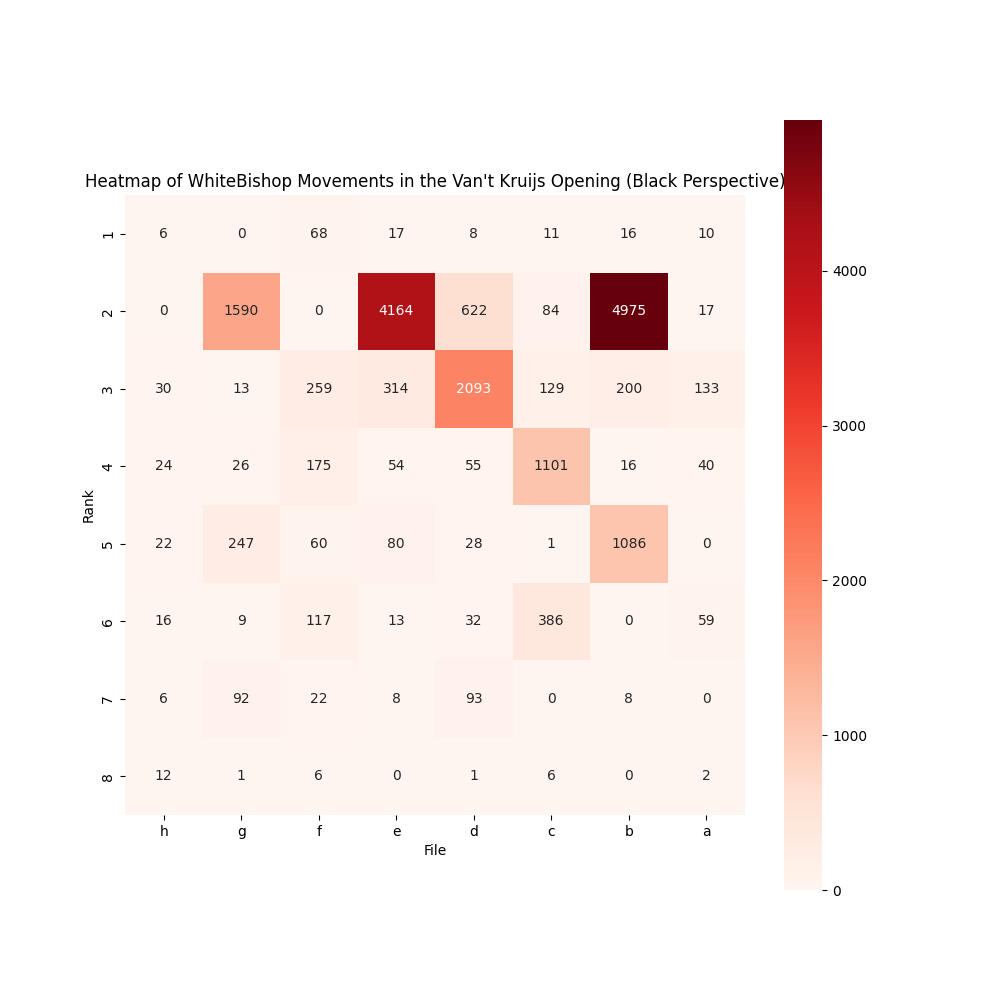 Heatmap of WhiteBishop Movements in the Van't Kruijs Opening (Black Perspective)
1 6 0 68 17 8 11 16 10
2 0 1590 0 4164 622 84 4975 17
3 30 13 259 314 2093 129 200 133
4 24 26 175 54 55 1101 16 40
5 22 247 60 80 28 1 1086 0
6 16 9 117 13 32 386 0 59
7 6 92 22 8 93 0 8 0
8 12 1 6 0 1 6 0 2
h g f e d c b a
File
Rank
4000
3000
2000
1000
0